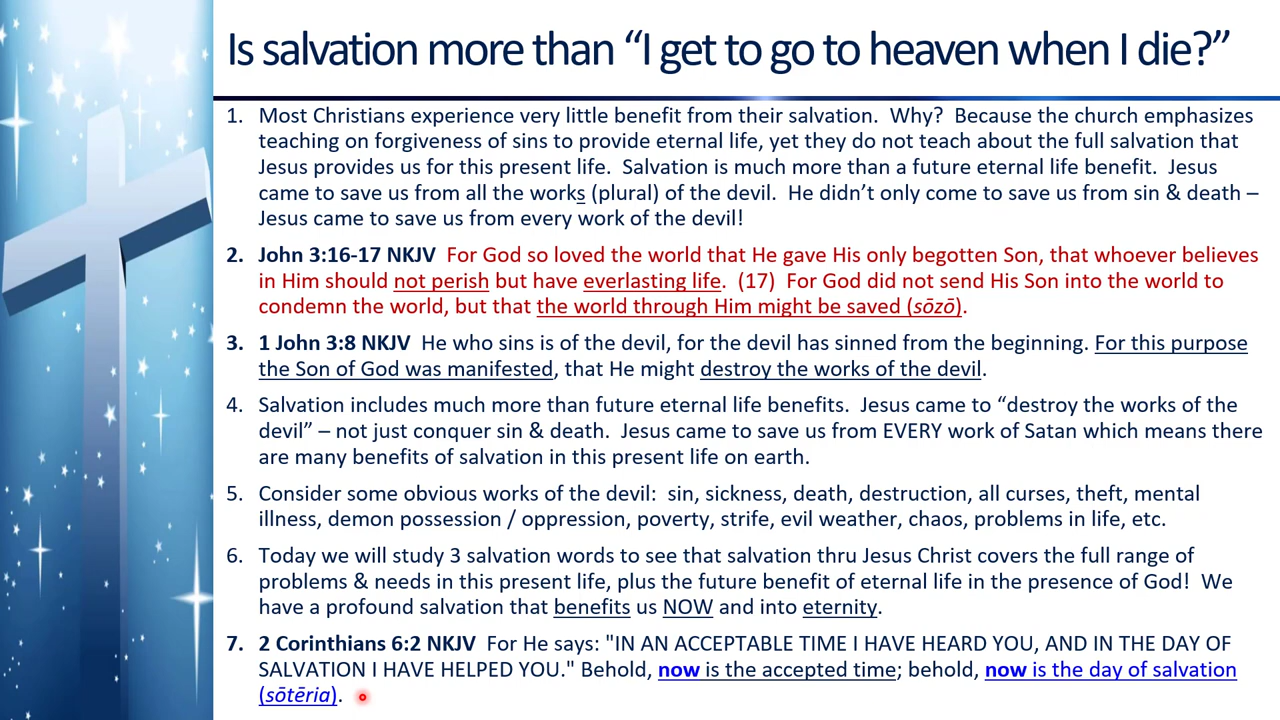 Is salvation more than “I get to go to heaven when I die?”
1. Most Christians experience very little benefit from their salvation. Why? Because the church emphasizes
teaching on forgiveness of sins to provide eternal life, yet they do not teach about the full salvation that
Jesus provides us for this present life. Salvation is much more than a future eternal life benefit. Jesus
came to save us from all the works (plural) of the devil. He didn’t only come to save us from sin & death –
Jesus came to save us from every work of the devil!
2. John 3:16-17 NKJV For God so loved the world that He gave His only begotten Son, that whoever believes
in Him should not perish but have everlasting life. (17) For God did not send His Son into the world to
condemn the world, but that the world through Him might be saved (sōzō).
3. 1 John 3:8 NKJV He who sins is of the devil, for the devil has sinned from the beginning. For this purpose
the Son of God was manifested, that He might destroy the works of the devil.
4. Salvation includes much more than future eternal life benefits. Jesus came to “destroy the works of the
devil” – not just conquer sin & death. Jesus came to save us from EVERY work of Satan which means there
are many benefits of salvation in this present life on earth.
5. Consider some obvious works of the devil: sin, sickness, death, destruction, all curses, theft, mental
illness, demon possession / oppression, poverty, strife, evil weather, chaos, problems in life, etc.
6. Today we will study 3 salvation words to see that salvation thru Jesus Christ covers the full range of
problems & needs in this present life, plus the future benefit of eternal life in the presence of God! We
have a profound salvation that benefits us NOW and into eternity.
7. 2 Corinthians 6:2 NKJV For He says: "IN AN ACCEPTABLE TIME I HAVE HEARD YOU, AND IN THE DAY OF
SALVATION I HAVE HELPED YOU." Behold, now is the accepted time; behold, now is the day of salvation
(sōtēria).